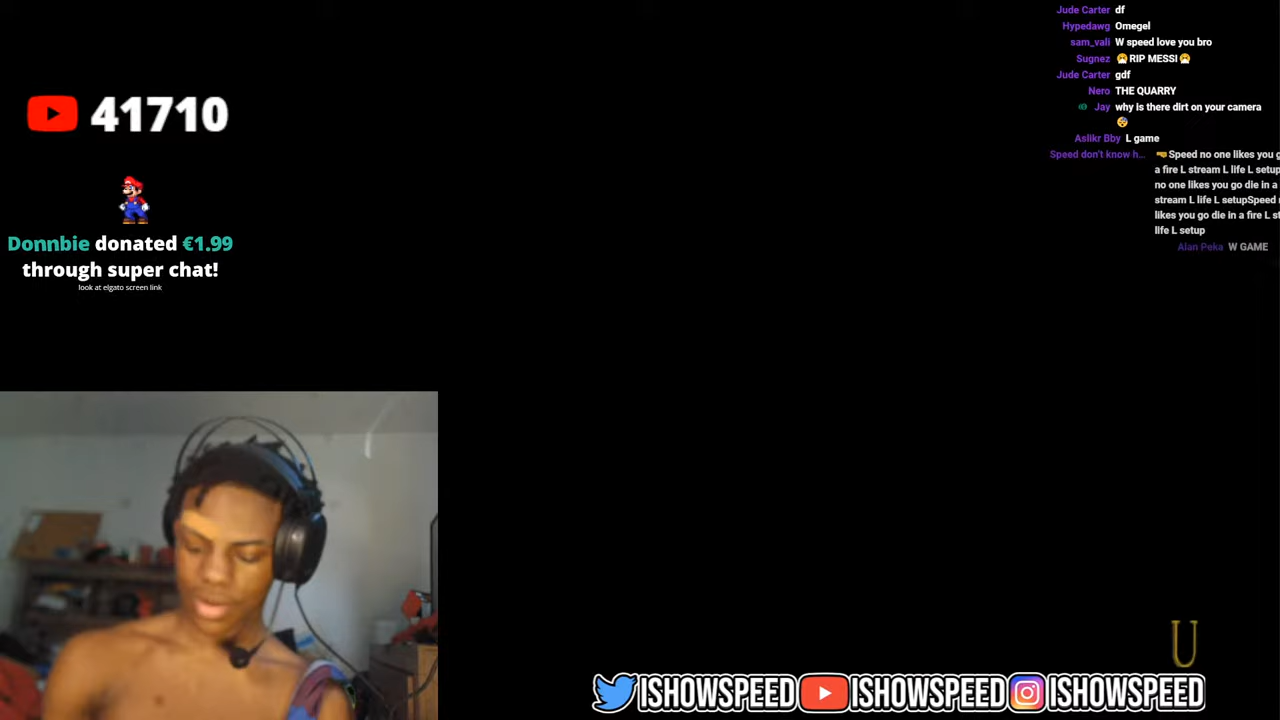 41710
Donnbie donated €1.99
through super chat!
look at elgato screen link
Jude Carter df
Hypedawg Omegel
sam_vali W speed love you bro
Sugnez 😤RIP MESSI😤
Jude Carter gdf
Nero THE QUARRY
Jay why is there dirt on your camera
😴
Aslikr Bby L game
Speed don't know h... 🤜Speed no one likes you g
a fire L stream L life L setup
no one likes you go die in a
stream L life L setupSpeed
likes you go die in a fire L st
life L setup
Alan Peka W GAME
U
ISHOWSPEED ISHOWSPEED ISHOWSPEED